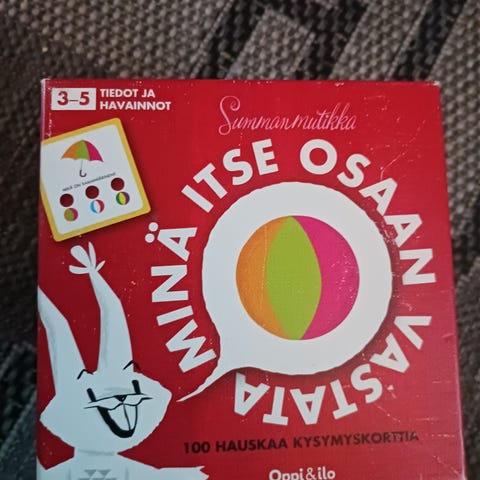 3–5 TIEDOT JA
HAVAINNOT
Summanmutikka
MINÄ ITSE OSAAN VASTATA
100 HAUSKAA KYSYMYSKORTTIA
Oppi&ilo